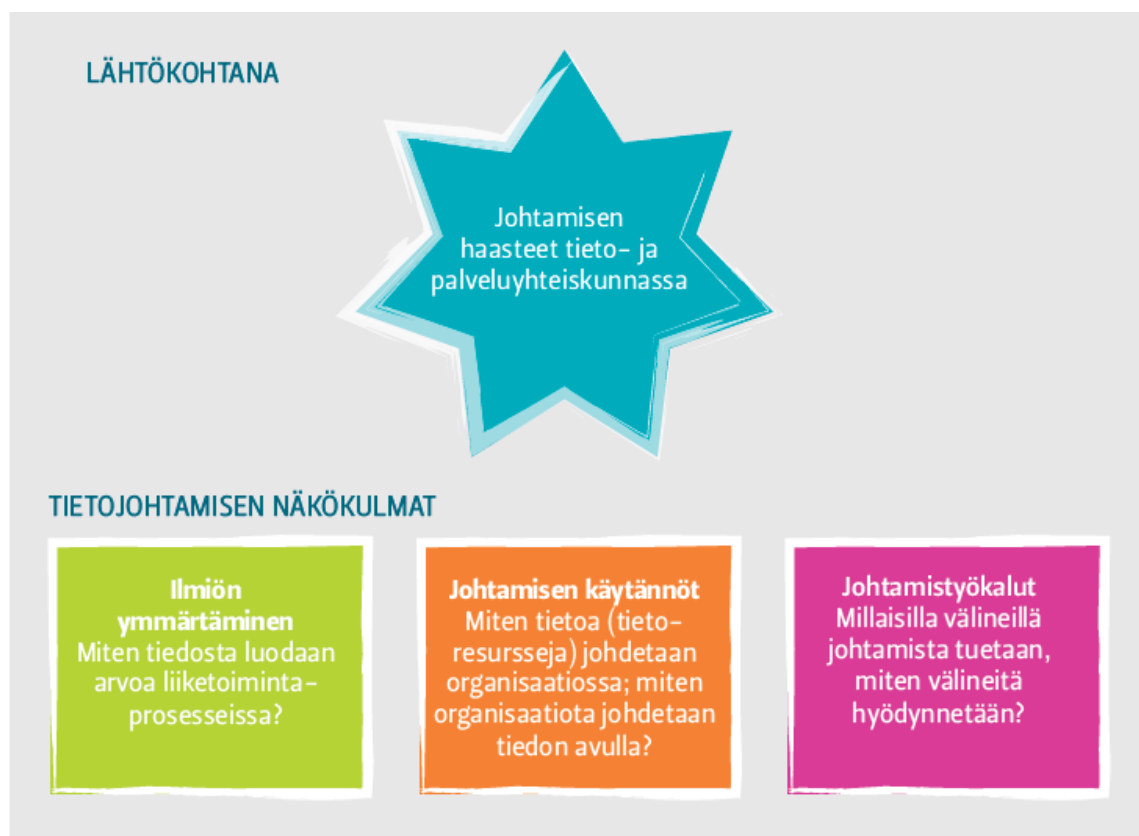 LÄHTÖKOHTANA
Johtamisen
haasteet tieto- ja
palveluyhteiskunnassa
TIETOJOHTAMISEN NÄKÖKULMAT
Ilmiön
ymmärtäminen
Miten tiedosta luodaan
arvoa liiketoiminta-
prosesseissa?
Johtamisen käytännöt
Miten tietoa (tieto-
resursseja) johdetaan
organisaatiossa; miten
organisaatiota johdetaan
tiedon avulla?
Johtamistyökalut
Millaisilla välineillä
johtamista tuetaan,
miten välineitä
hyödynnetään?